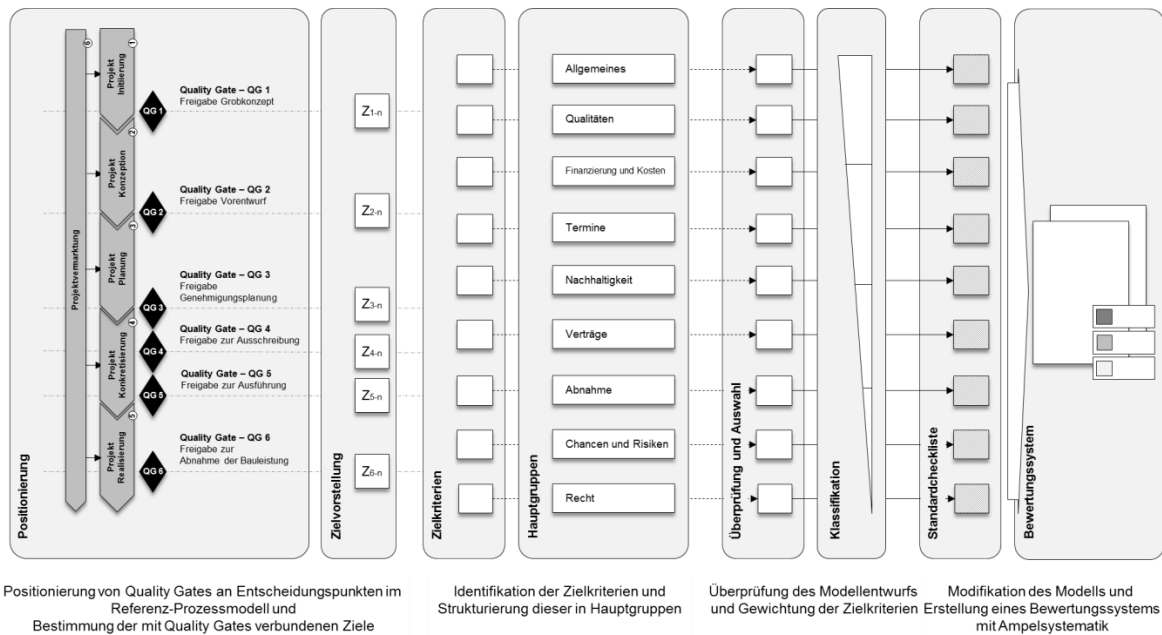 Positionierung
Projektvermarktung
6
Projekt
Initiierung
1
QG 1
Quality Gate – QG 1
Freigabe Grobkonzept
Projekt
Konzeption
2
QG 2
Quality Gate – QG 2
Freigabe Vorentwurf
Projekt
Planung
3
QG 3
Quality Gate – QG 3
Freigabe
Genehmigungsplanung
Projekt
Konkretisierung
4
QG 4
Quality Gate – QG 4
Freigabe zur Ausschreibung
QG 5
Quality Gate – QG 5
Freigabe zur Ausführung
Projekt
Realisierung
5
QG 6
Quality Gate – QG 6
Freigabe zur
Abnahme der Bauleistung
Zielvorstellung
Z1-n
Z2-n
Z3-n
Z4-n
Z5-n
Z6-n
Zielkriterien
Hauptgruppen
Allgemeines
Qualitäten
Finanzierung und Kosten
Termine
Nachhaltigkeit
Verträge
Abnahme
Chancen und Risiken
Recht
Überprüfung und Auswahl
Klassifikation
Standardcheckliste
Bewertungssystem
Positionierung von Quality Gates an Entscheidungspunkten im
Referenz-Prozessmodell und
Bestimmung der mit Quality Gates verbundenen Ziele
Identifikation der Zielkriterien und
Strukturierung dieser in Hauptgruppen
Überprüfung des Modellentwurfs
und Gewichtung der Zielkriterien
Modifikation des Modells und
Erstellung eines Bewertungssystems
mit Ampelsystematik